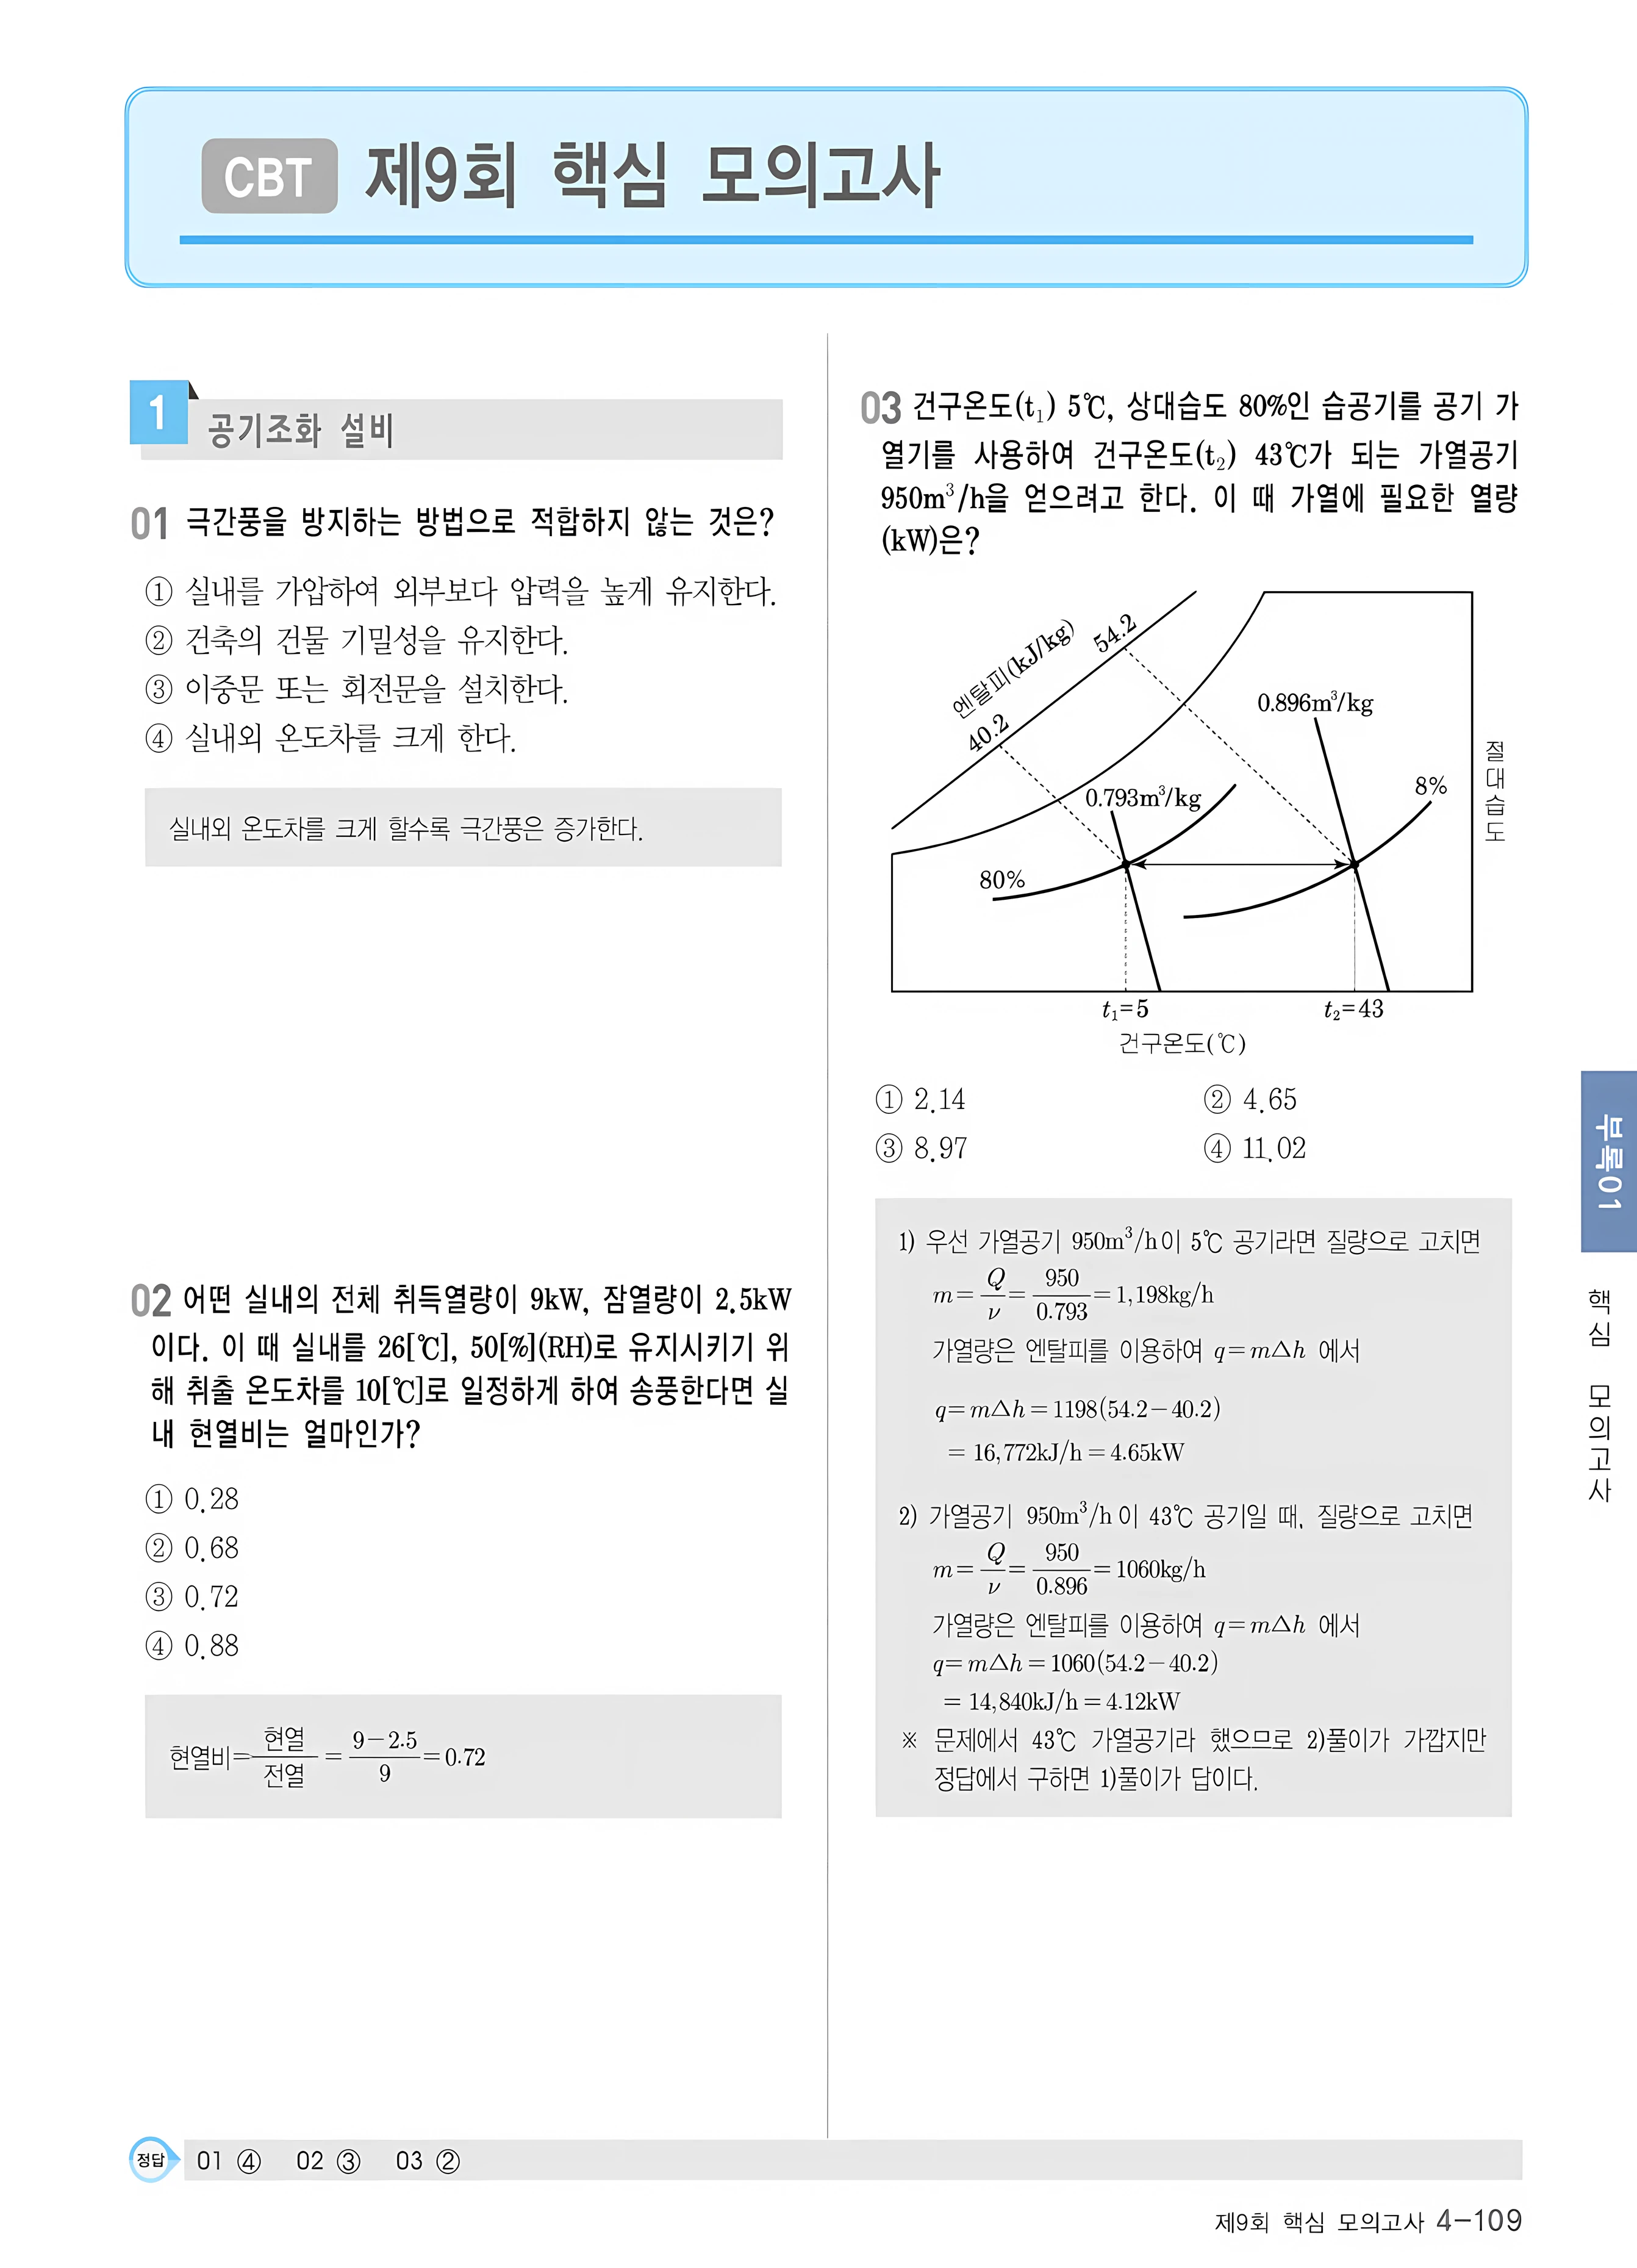 CBT 제9회 핵심 모의고사
1 공기조화 설비
01 극간풍을 방지하는 방법으로 적합하지 않는 것은?
① 실내를 가압하여 외부보다 압력을 높게 유지한다.
② 건축의 건물 기밀성을 유지한다.
③ 이중문 또는 회전문을 설치한다.
④ 실내외 온도차를 크게 한다.
실내외 온도차를 크게 할수록 극간풍은 증가한다.
02 어떤 실내의 전체 취득열량이 9kW, 잠열량이 2.5kW
이다. 이 때 실내를 26[℃], 50[%](RH)로 유지시키기 위
해 취출 온도차를 10[℃]로 일정하게 하여 송풍한다면 실
내 현열비는 얼마인가?
① 0.28
② 0.68
③ 0.72
④ 0.88
현열비=현열/전열=(9-2.5)/9=0.72
03 건구온도(t₁) 5℃, 상대습도 80%인 습공기를 공기 가
열기를 사용하여 건구온도(t₂) 43℃가 되는 가열공기
950m³/h을 얻으려고 한다. 이 때 가열에 필요한 열량
(kW)은?
엔탈피(kJ/kg)
54.2
40.2
0.896m³/kg
0.793m³/kg
8%
80%
절대습도
t₁=5
t₂=43
건구온도(℃)
① 2.14 ② 4.65
③ 8.97 ④ 11.02
1) 우선 가열공기 950m³/h이 5℃ 공기라면 질량으로 고치면
m=Q/ν=950/0.793=1,198kg/h
가열량은 엔탈피를 이용하여 q=m△h 에서
q=m△h=1198(54.2-40.2)
=16,772kJ/h=4.65kW
2) 가열공기 950m³/h이 43℃ 공기일 때, 질량으로 고치면
m=Q/ν=950/0.896=1060kg/h
가열량은 엔탈피를 이용하여 q=m△h 에서
q=m△h=1060(54.2-40.2)
=14,840kJ/h=4.12kW
※ 문제에서 43℃ 가열공기라 했으므로 2)풀이가 가깝지만
정답에서 구하면 1)풀이가 답이다.
부록01
핵심 모의고사
정답 01 ④ 02 ③ 03 ②
제9회 핵심 모의고사 4-109